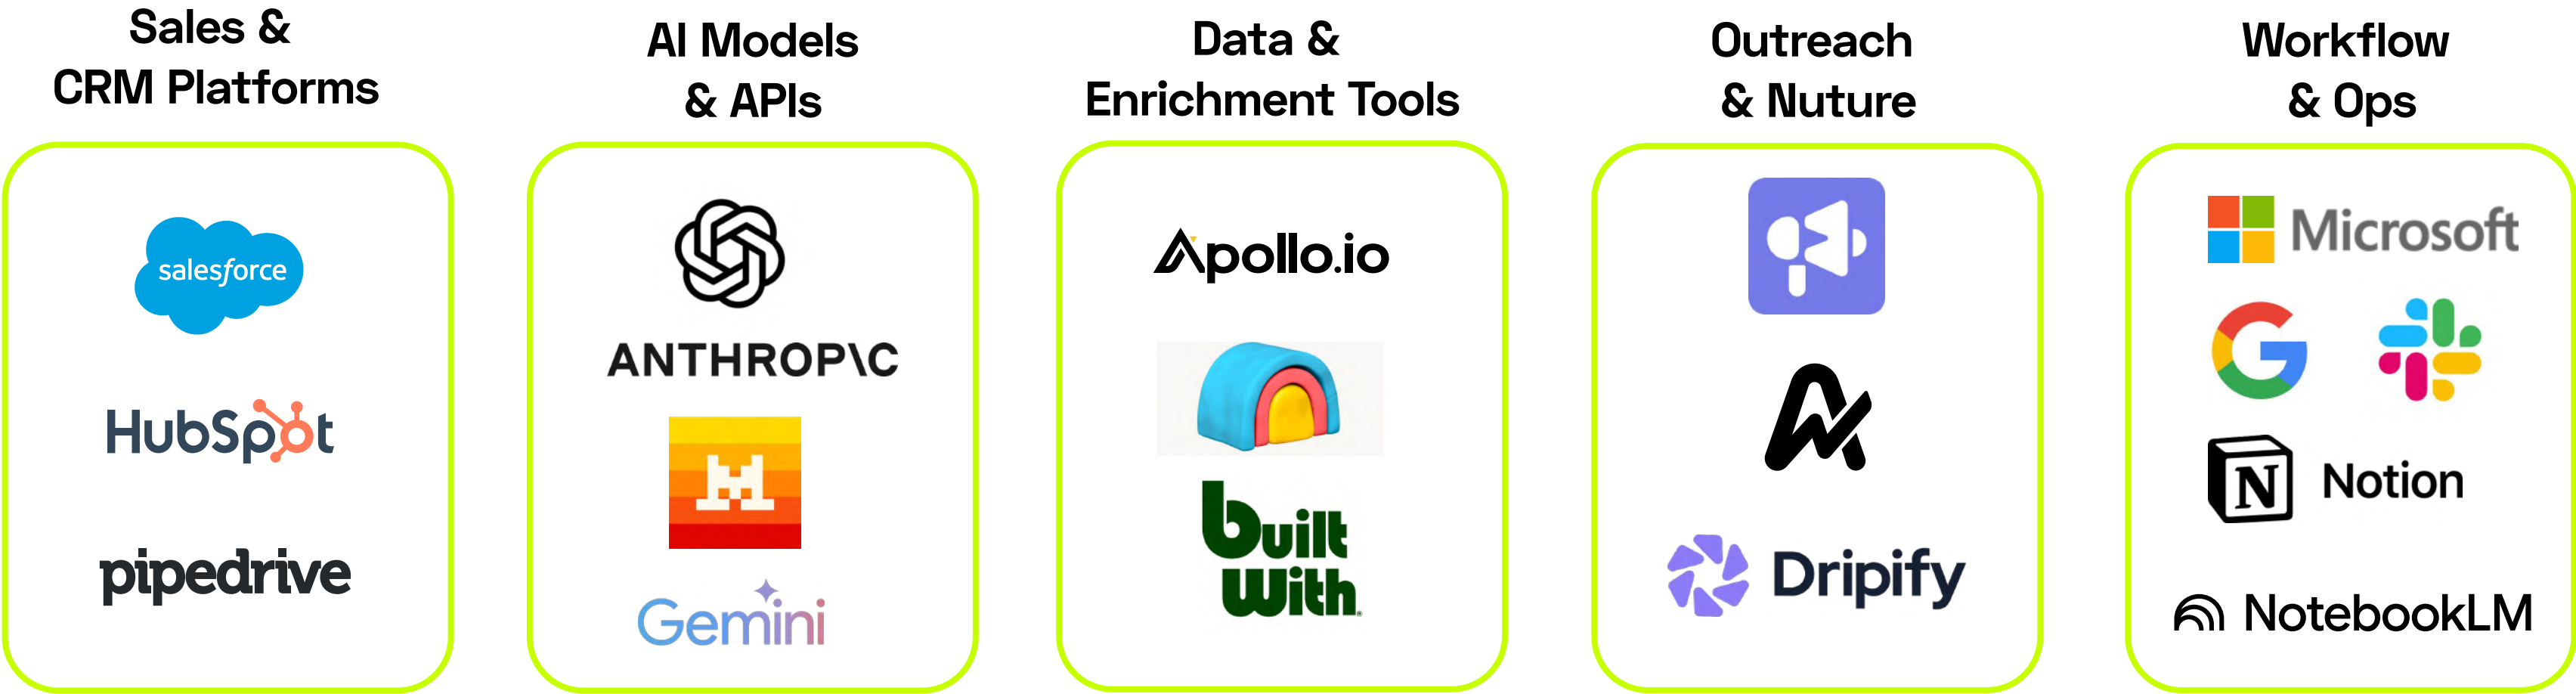 Sales &
CRM Platforms
salesforce
HubSpot
pipedrive
AI Models
& APIs
ANTHROP\C
Gemini
Data &
Enrichment Tools
Apollo.io
built
With®
Outreach
& Nuture
Dripify
Workflow
& Ops
Microsoft
G
N Notion
NotebookLM